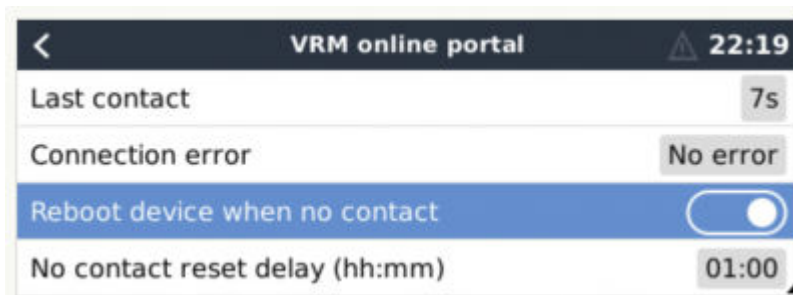 VRM online portal 22:19
Last contact 7s
Connection error No error
Reboot device when no contact
No contact reset delay (hh:mm) 01:00